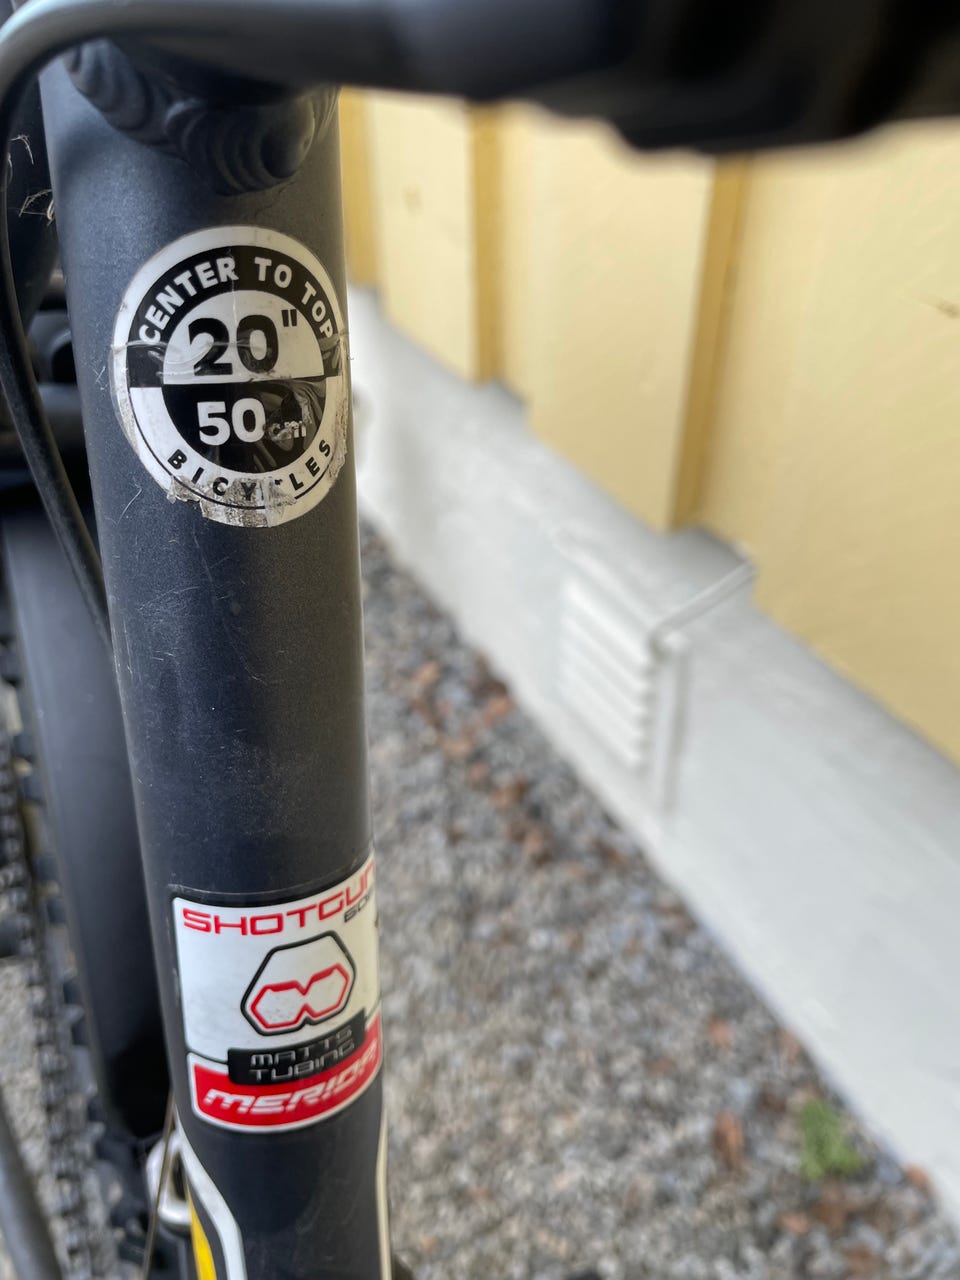 CENTER TO TOP
20"
50cm
BICYCLES
SHOTGUN
MATTS
TUBING
MERIDA